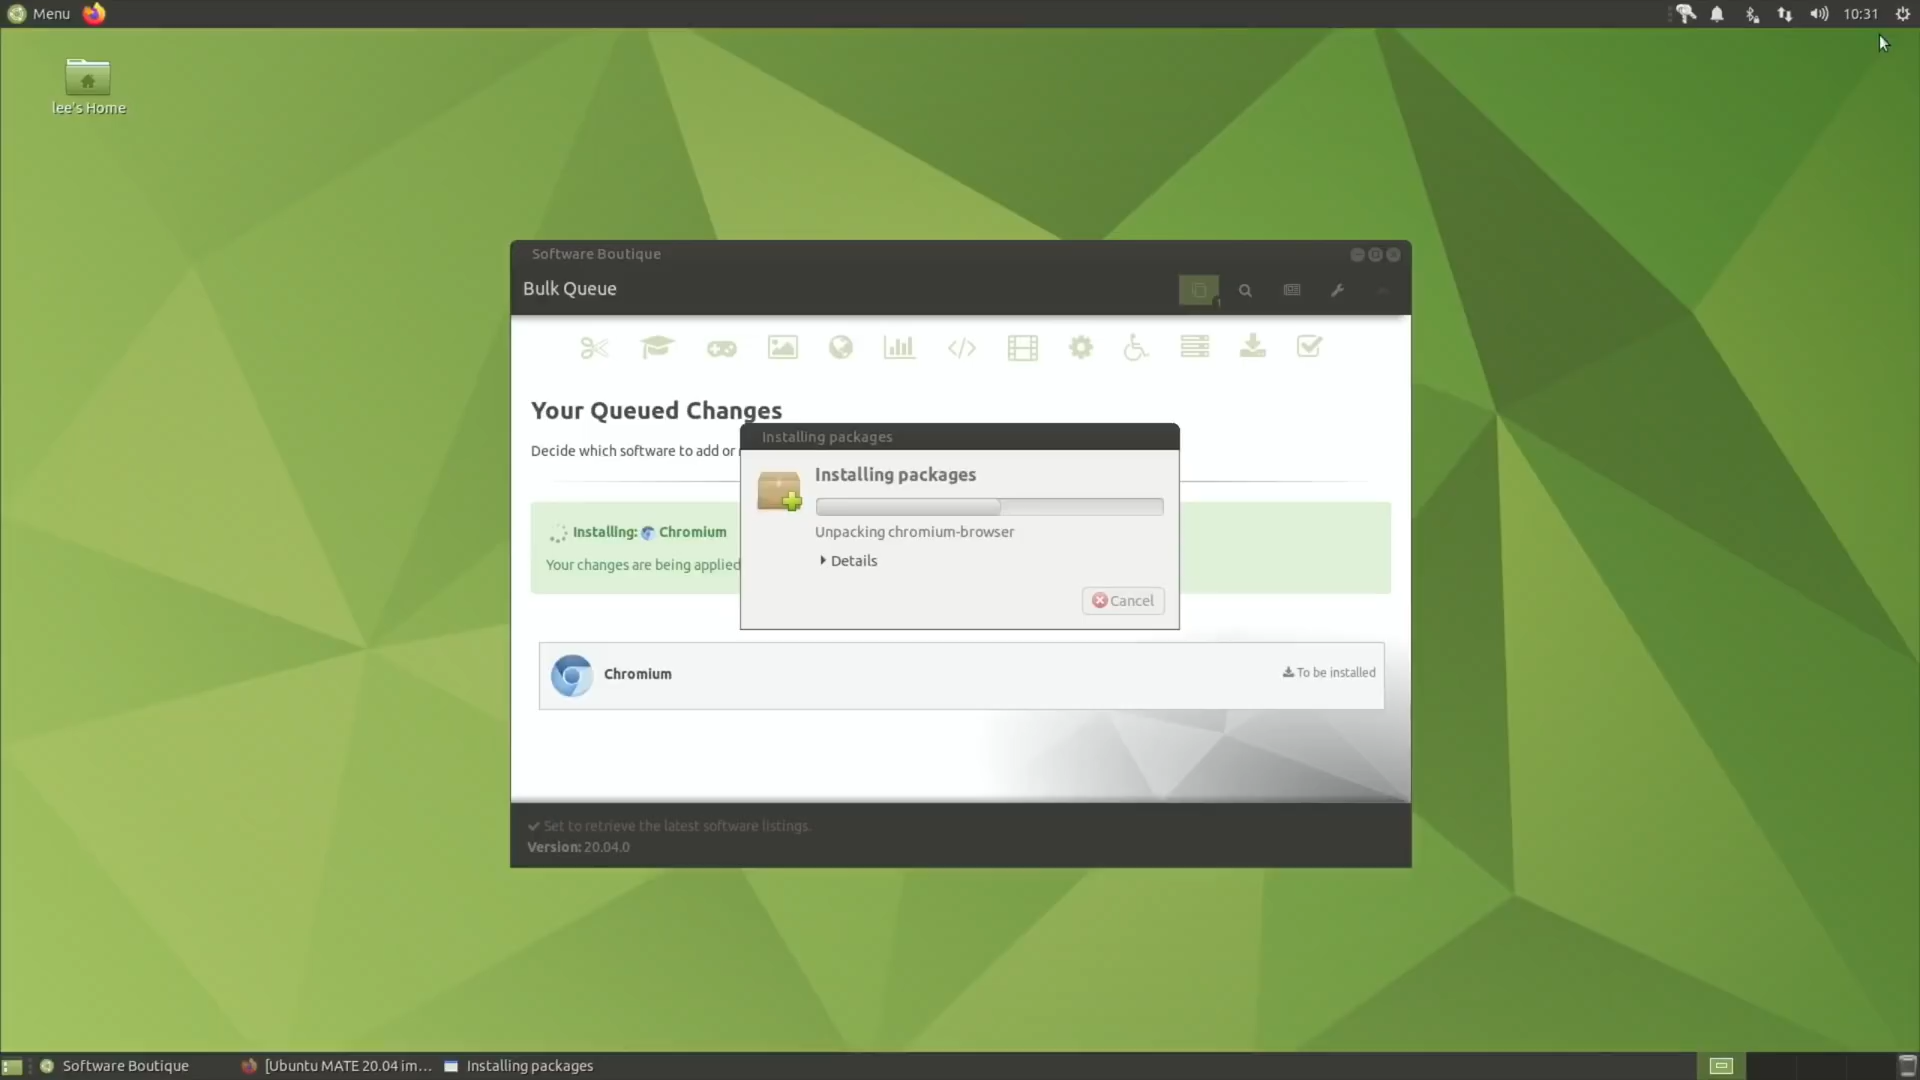 Menu
10:31
lee's Home
Software Boutique
Bulk Queue
1
Your Queued Changes
Decide which software to add or
Installing packages
Installing packages
Unpacking chromium-browser
Details
Cancel
Installing: Chromium
Your changes are being applied
Chromium
To be installed
Set to retrieve the latest software listings.
Version: 20.04.0
Software Boutique
[Ubuntu MATE 20.04 im...
Installing packages